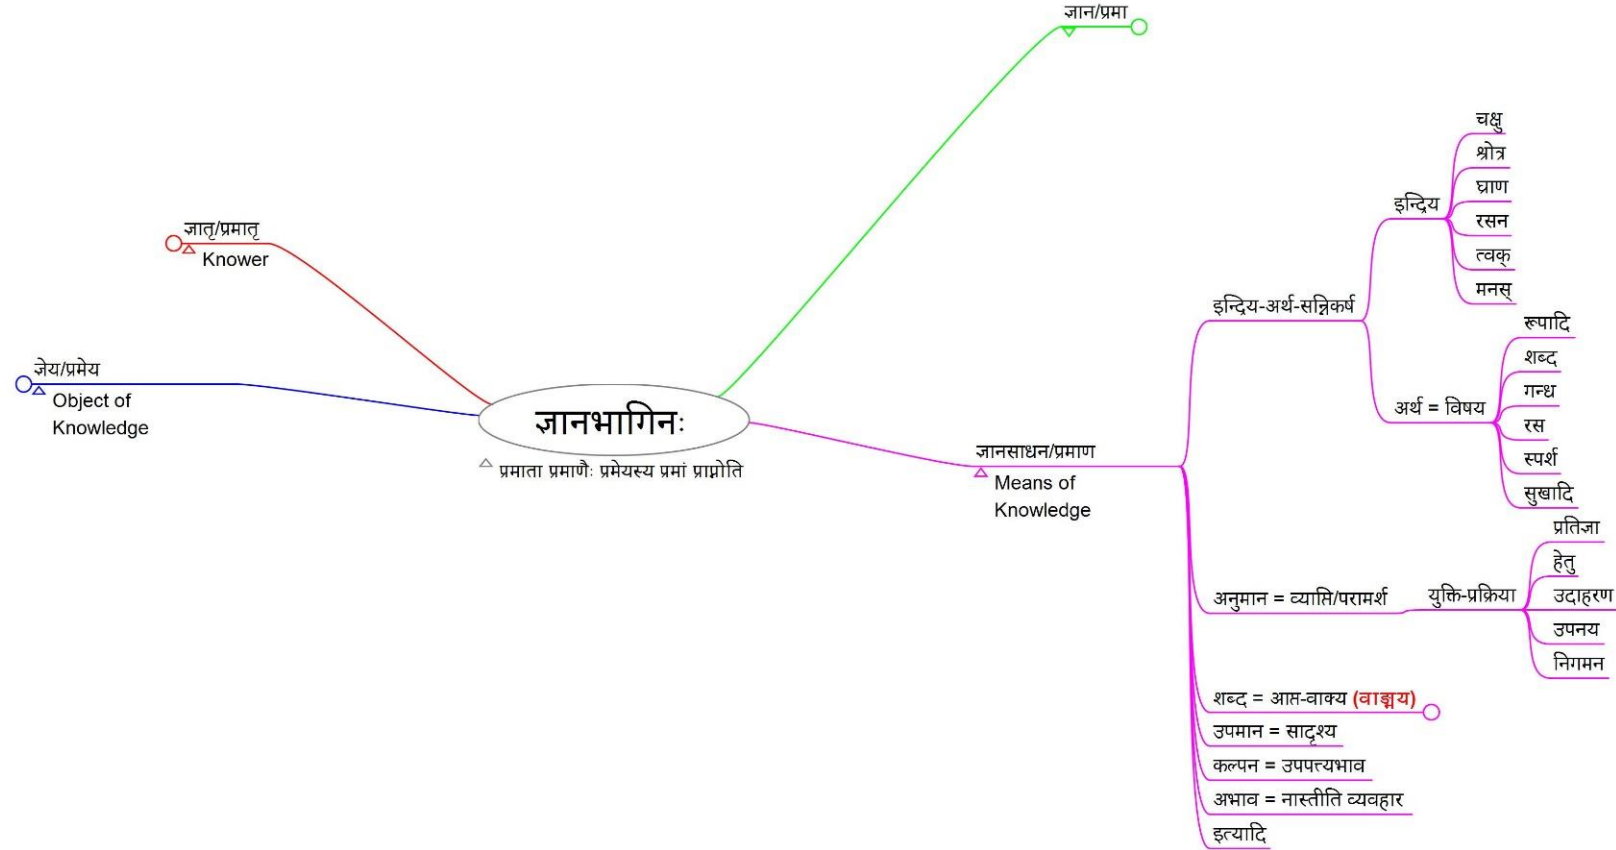 ज्ञान/प्रमा
ज्ञातृ/प्रमातृ
Knower
ज्ञेय/प्रमेय
Object of
Knowledge
ज्ञानभागिनः
प्रमाता प्रमाणैः प्रमेयस्य प्रमां प्राप्नोति
ज्ञानसाधन/प्रमाण
Means of
Knowledge
इन्द्रिय-अर्थ-सन्निकर्ष
इन्द्रिय
चक्षु
श्रोत्र
घ्राण
रसन
त्वक्
मनस्
अर्थ = विषय
रूपादि
शब्द
गन्ध
रस
स्पर्श
सुखादि
अनुमान = व्याप्ति/परामर्श
युक्ति-प्रक्रिया
प्रतिज्ञा
हेतु
उदाहरण
उपनय
निगमन
शब्द = आप्त-वाक्य (वाङ्मय)
उपमान = सादृश्य
कल्पन = उपपत्त्यभाव
अभाव = नास्तीति व्यवहार
इत्यादि